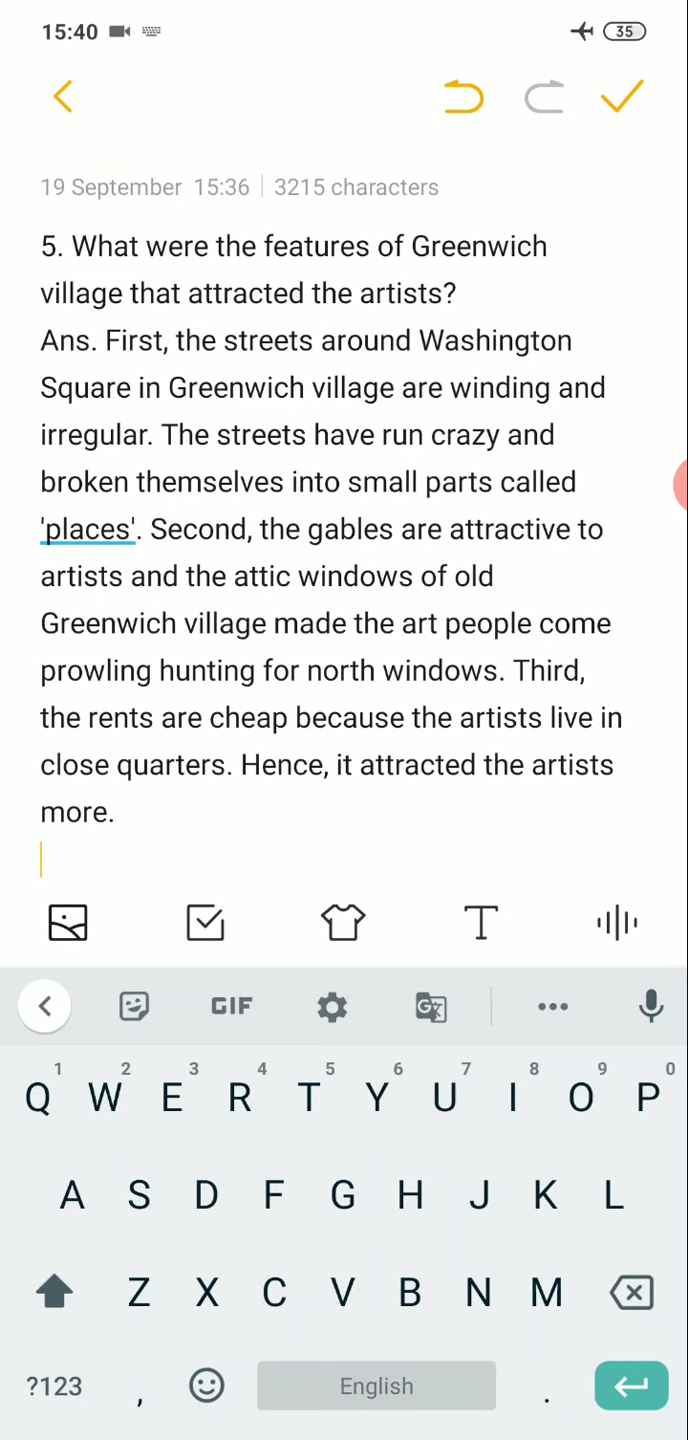 15:40 35
19 September 15:36 | 3215 characters
5. What were the features of Greenwich
village that attracted the artists?
Ans. First, the streets around Washington
Square in Greenwich village are winding and
irregular. The streets have run crazy and
broken themselves into small parts called
'places'. Second, the gables are attractive to
artists and the attic windows of old
Greenwich village made the art people come
prowling hunting for north windows. Third,
the rents are cheap because the artists live in
close quarters. Hence, it attracted the artists
more.
T
GIF
1 2 3 4 5 6 7 8 9 0
Q W E R T Y U I O P
A S D F G H J K L
Z X C V B N M
?123 , English .